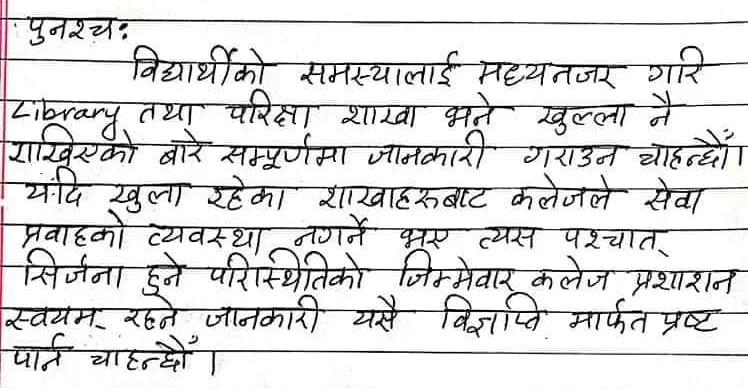 पुनश्चः
विद्यार्थीको समस्यालाई मध्यनजर गरि
Library तथा परिक्षा शाखा भने खुल्ला नै
राखिएको बारे सम्पूर्णमा जानकारी गराउन चाहन्छौं।
यदि खुला रहेका शाखाहरुबाट कलेजले सेवा
प्रवाहको व्यवस्था नगर्ने भए त्यस पश्चात्
सिर्जना हुने परिस्थितिको जिम्मेवार कलेज प्रशाशन
स्वयम् रहने जानकारी यसै विज्ञप्ति मार्फत प्रष्ट
पार्न चाहन्छौं।